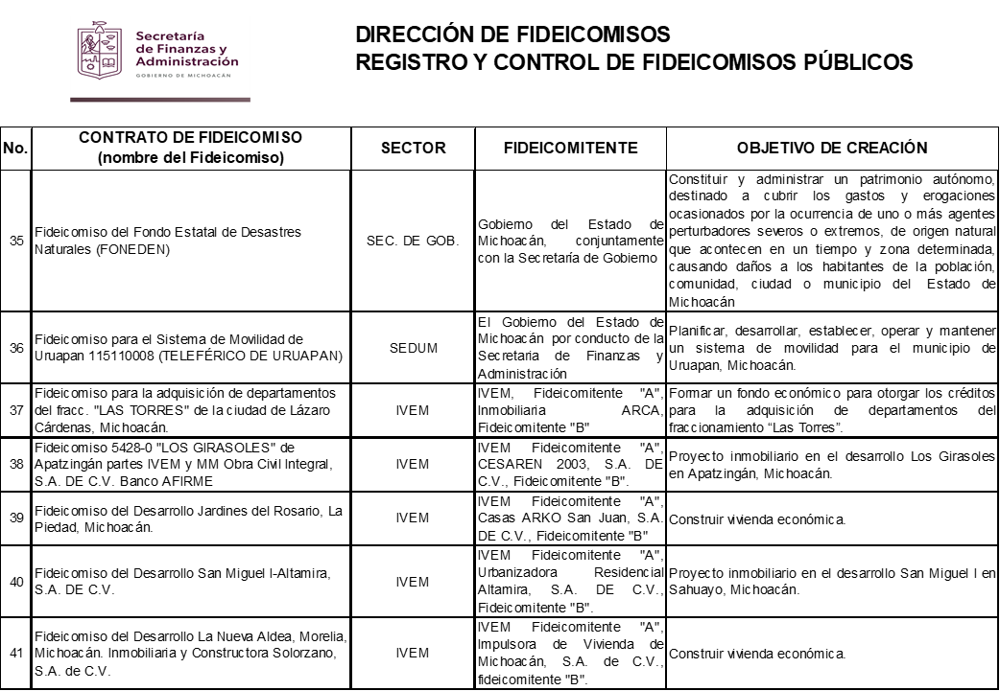 Secretaría
de Finanzas y
Administración
GOBIERNO DE MICHOACÁN
DIRECCIÓN DE FIDEICOMISOS
REGISTRO Y CONTROL DE FIDEICOMISOS PÚBLICOS
No.
CONTRATO DE FIDEICOMISO
(nombre del Fideicomiso)
SECTOR
FIDEICOMITENTE
OBJETIVO DE CREACIÓN
35
Fideicomiso del Fondo Estatal de Desastres
Naturales (FONEDEN)
SEC. DE GOB.
Gobierno del Estado de
Michoacán, conjuntamente
con la Secretaría de Gobierno
Constituir y administrar un patrimonio autónomo,
destinado a cubrir los gastos y erogaciones
ocasionados por la ocurrencia de uno o más agentes
perturbadores severos o extremos, de origen natural
que acontecen en un tiempo y zona determinada,
causando daños a los habitantes de la población,
comunidad, ciudad o municipio del Estado de
Michoacán
36
Fideicomiso para el Sistema de Movilidad de
Uruapan 115110008 (TELEFÉRICO DE URUAPAN)
SEDUM
El Gobierno del Estado de
Michoacán por conducto de la
Secretaria de Finanzas y
Administración
Planificar, desarrollar, establecer, operar y mantener
un sistema de movilidad para el municipio de
Uruapan, Michoacán.
37
Fideicomiso para la adquisición de departamentos
del fracc. "LAS TORRES" de la ciudad de Lázaro
Cárdenas, Michoacán.
IVEM
IVEM, Fideicomitente "A",
Inmobiliaria ARCA,
Fideicomitente "B"
Formar un fondo económico para otorgar los créditos
para la adquisición de departamentos del
fraccionamiento “Las Torres”.
38
Fideicomiso 5428-0 "LOS GIRASOLES" de
Apatzingán partes IVEM y MM Obra Civil Integral,
S.A. DE C.V. Banco AFIRME
IVEM
IVEM Fideicomitente "A",
CESAREN 2003, S.A. DE
C.V., Fideicomitente "B".
Proyecto inmobiliario en el desarrollo Los Girasoles
en Apatzingán, Michoacán.
39
Fideicomiso del Desarrollo Jardines del Rosario, La
Piedad, Michoacán.
IVEM
IVEM Fideicomitente "A",
Casas ARKO San Juan, S.A.
DE C.V., Fideicomitente "B"
Construir vivienda económica.
40
Fideicomiso del Desarrollo San Miguel I-Altamira,
S.A. DE C.V.
IVEM
IVEM Fideicomitente "A",
Urbanizadora Residencial
Altamira, S.A. DE C.V.,
Fideicomitente "B".
Proyecto inmobiliario en el desarrollo San Miguel I en
Sahuayo, Michoacán.
41
Fideicomiso del Desarrollo La Nueva Aldea, Morelia,
Michoacán. Inmobiliaria y Constructora Solorzano,
S.A. de C.V.
IVEM
IVEM Fideicomitente "A",
Impulsora de Vivienda de
Michoacán, S.A. de C.V.,
fideicomitente "B".
Construir vivienda económica.